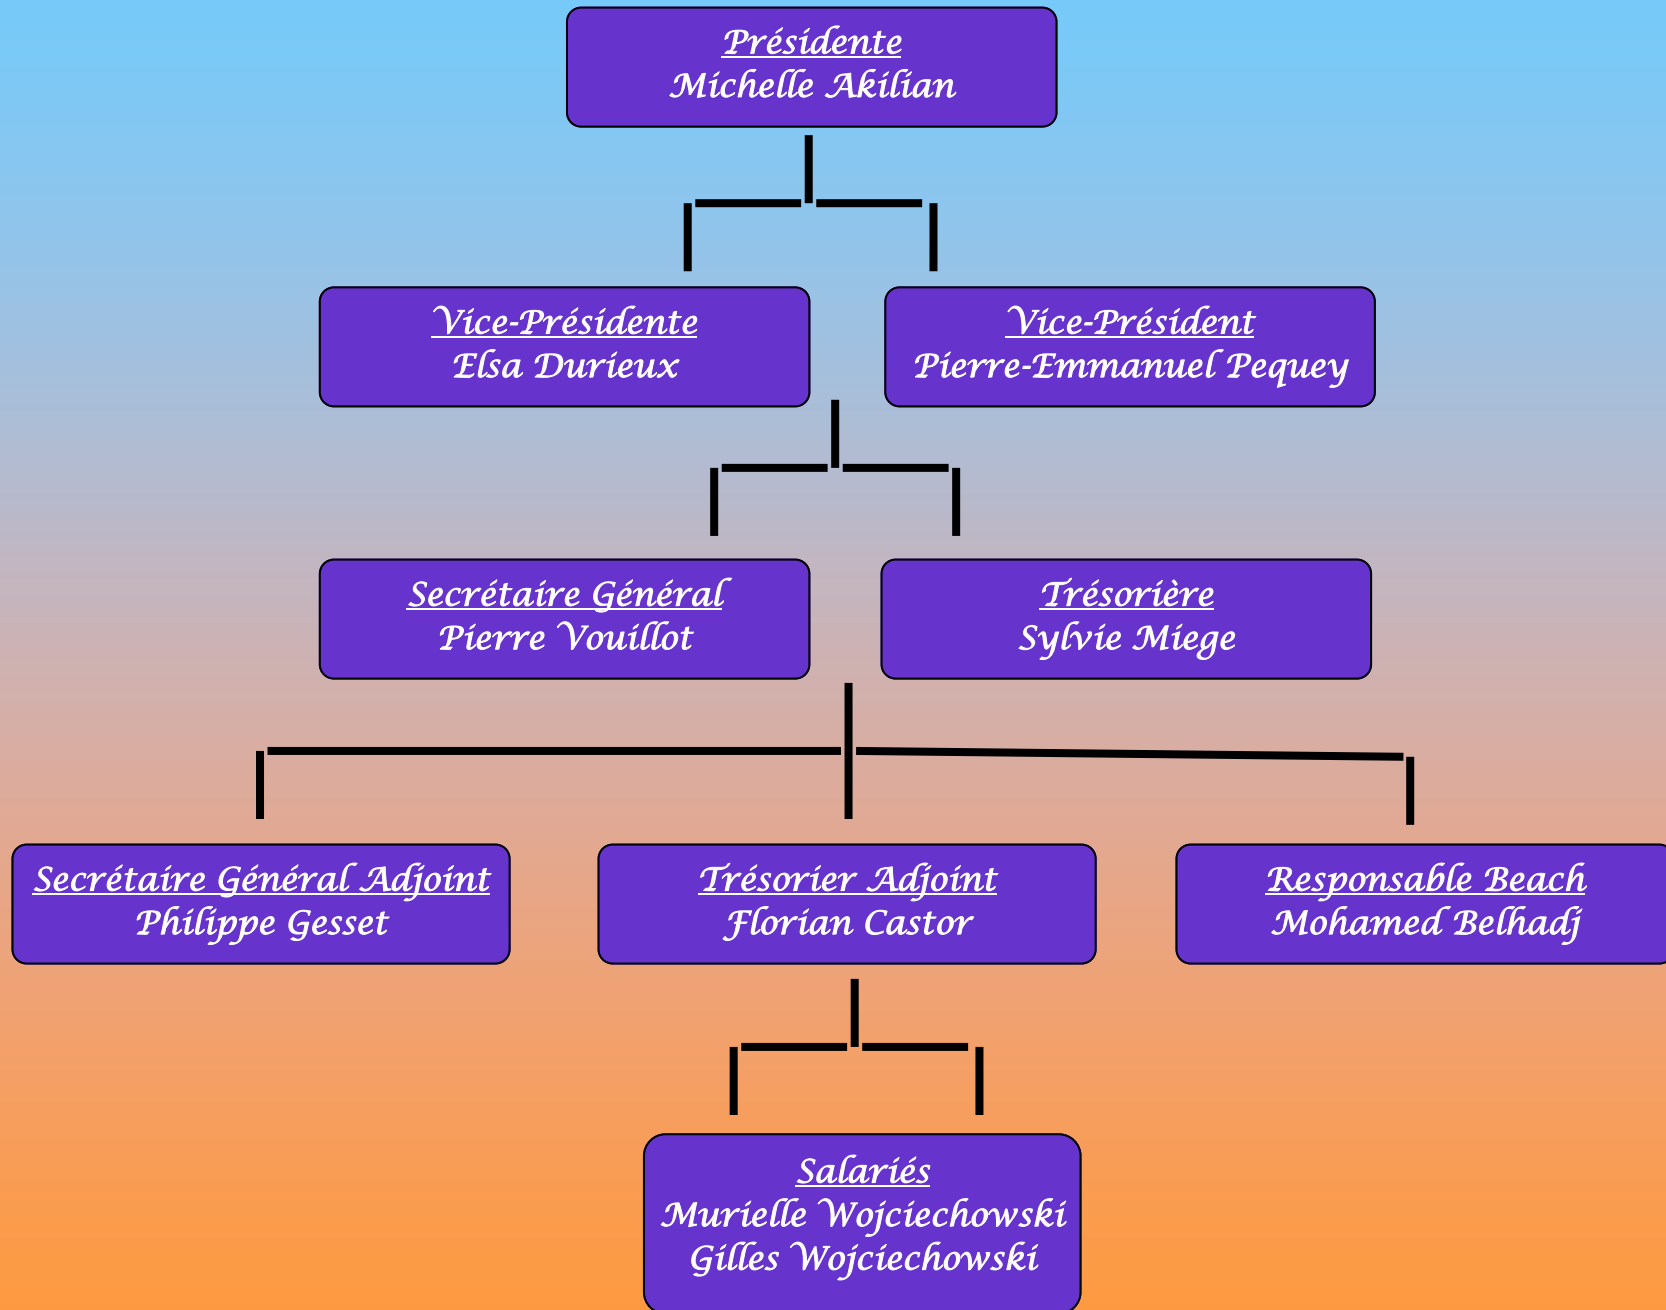 Présidente
Michelle Akilian
Vice-Présidente
Elsa Durieux
Vice-Président
Pierre-Emmanuel Pequey
Secrétaire Général
Pierre Vouillot
Trésorière
Sylvie Miege
Secrétaire Général Adjoint
Philippe Gesset
Trésorier Adjoint
Florian Castor
Responsable Beach
Mohamed Belhadj
Salariés
Murielle Wojciechowski
Gilles Wojciechowski